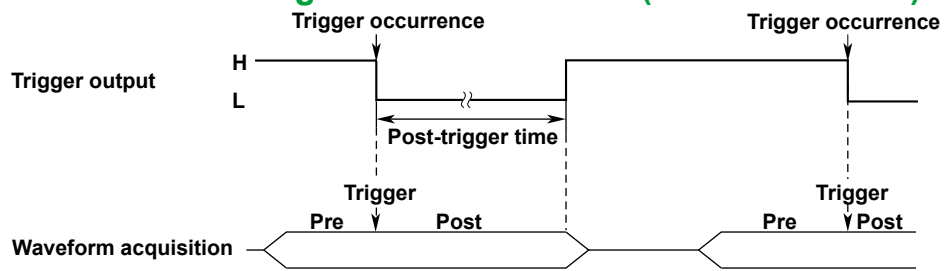 Trigger occurrence
Trigger occurrence
H
Trigger output
L
Post-trigger time
Trigger
Trigger
Pre
Post
Pre
Post
Waveform acquisition